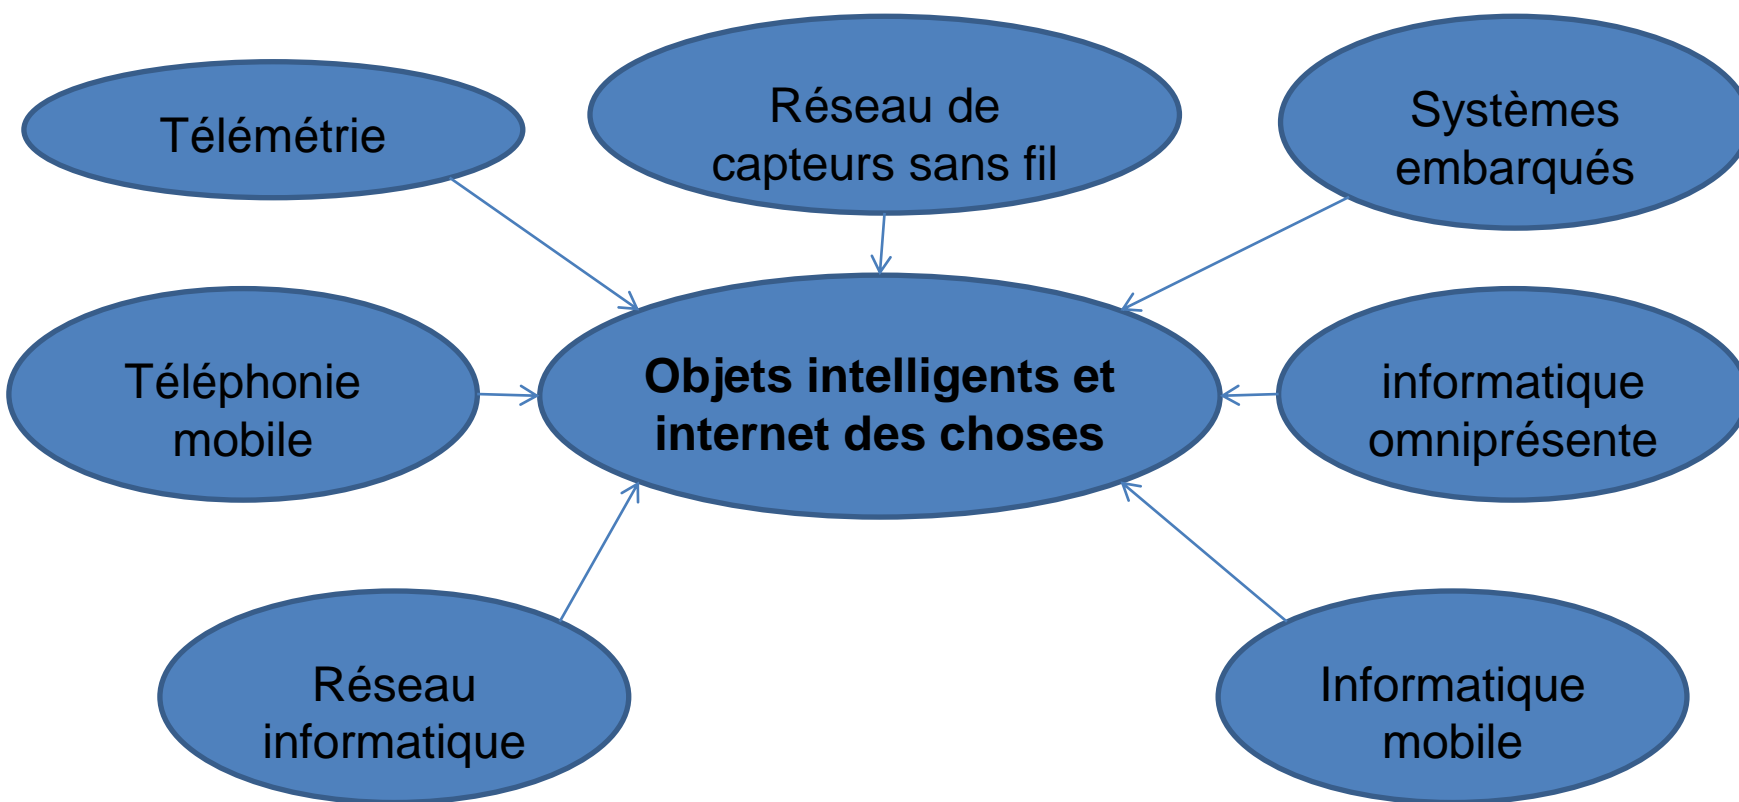 Télémétrie
Réseau de
capteurs sans fil
Systèmes
embarqués
Téléphonie
mobile
Objets intelligents et
internet des choses
informatique
omniprésente
Réseau
informatique
Informatique
mobile